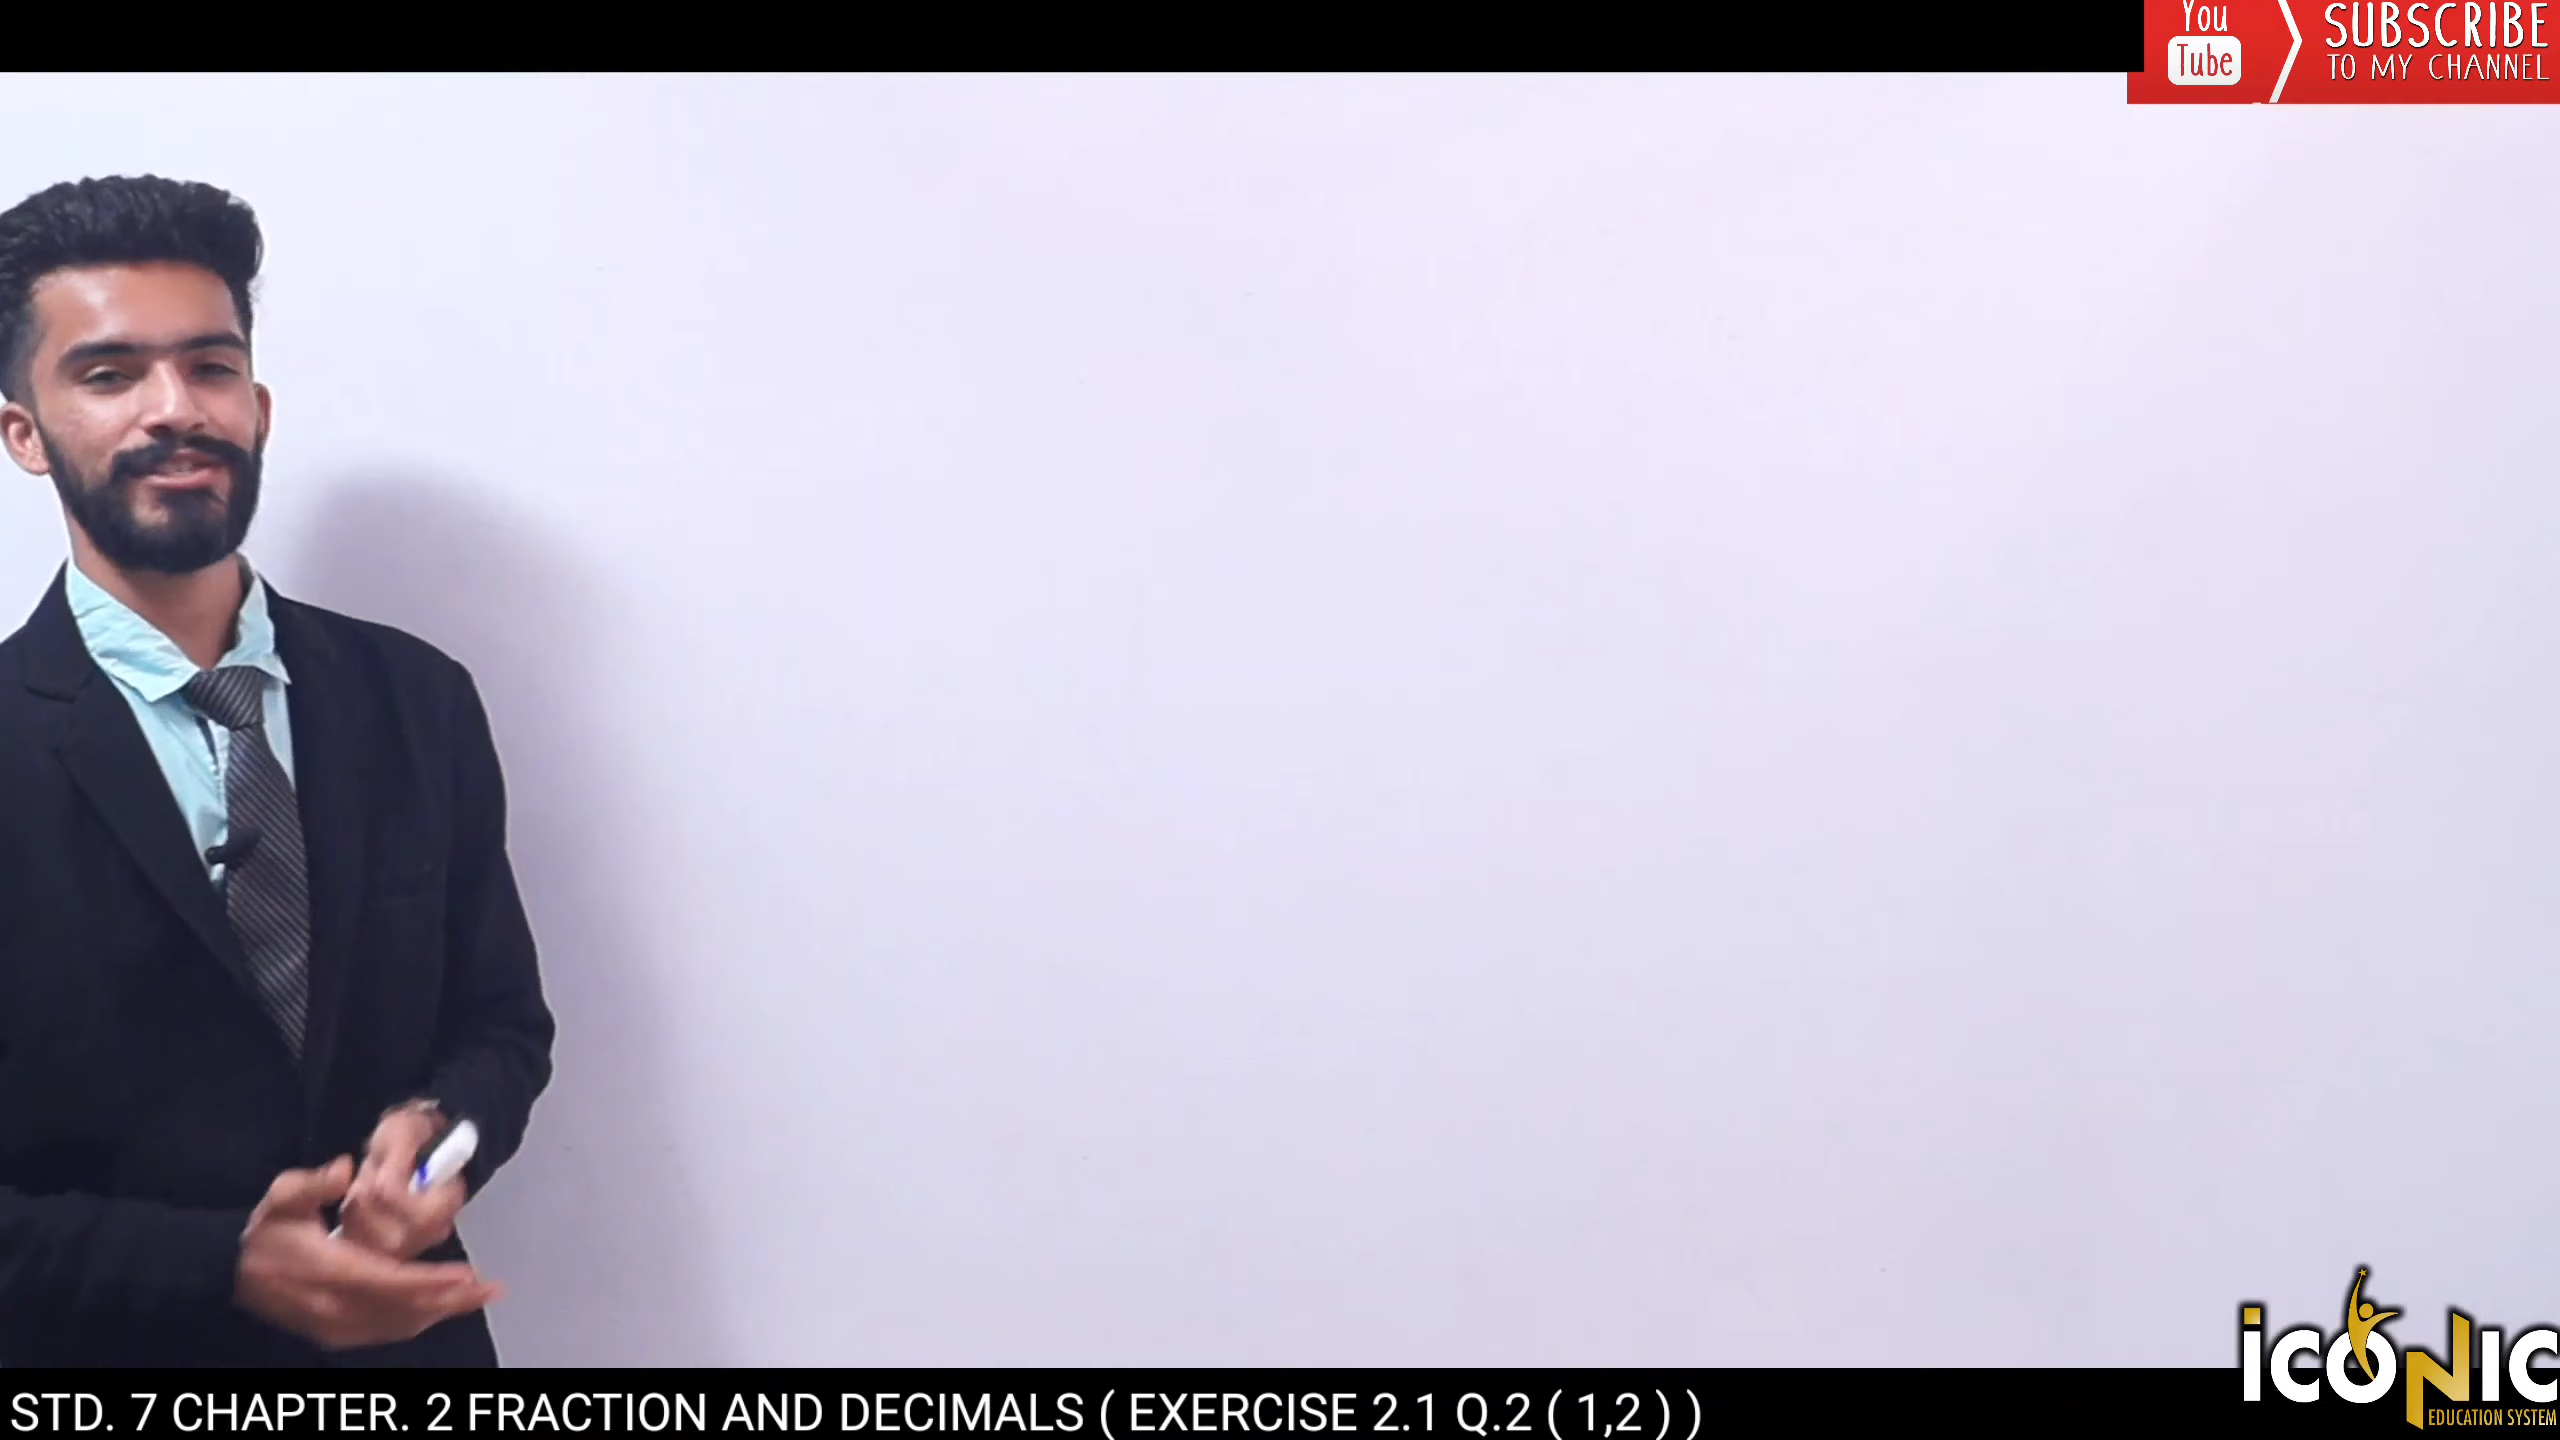 You
Tube
SUBSCRIBE
TO MY CHANNEL
iCONIC
EDUCATION SYSTEM
STD. 7 CHAPTER. 2 FRACTION AND DECIMALS ( EXERCISE 2.1 Q.2 ( 1,2 ) )